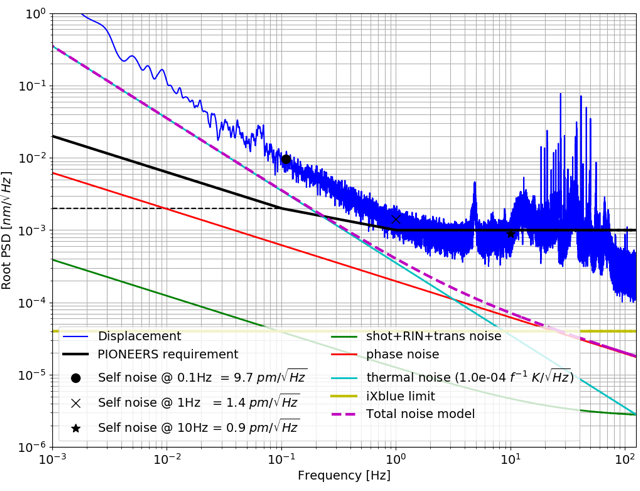 10⁰
10⁻¹
10⁻²
10⁻³
10⁻⁴
10⁻⁵
10⁻⁶
Root PSD [nm/√Hz]
Displacement
PIONEERS requirement
Self noise @ 0.1Hz = 9.7 pm/√Hz
Self noise @ 1Hz = 1.4 pm/√Hz
Self noise @ 10Hz = 0.9 pm/√Hz
shot+RIN+trans noise
phase noise
thermal noise (1.0e-04 f⁻¹ K/√Hz)
iXblue limit
Total noise model
10⁻³ 10⁻² 10⁻¹ 10⁰ 10¹ 10²
Frequency [Hz]